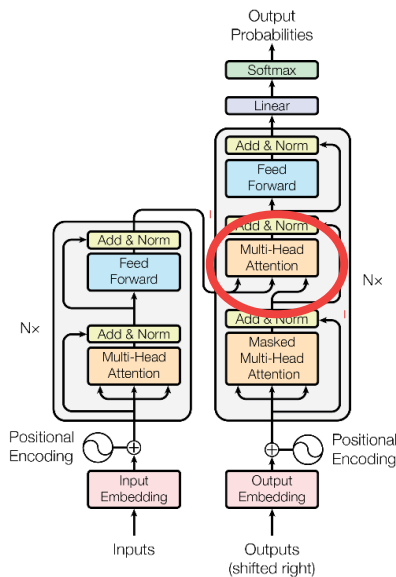 Output
Probabilities
Softmax
Linear
Add & Norm
Feed
Forward
Add & Norm
Multi-Head
Attention
Add & Norm
Masked
Multi-Head
Attention
Nx
Add & Norm
Feed
Forward
Add & Norm
Multi-Head
Attention
Nx
Positional
Encoding
Positional
Encoding
Input
Embedding
Output
Embedding
Inputs
Outputs
(shifted right)